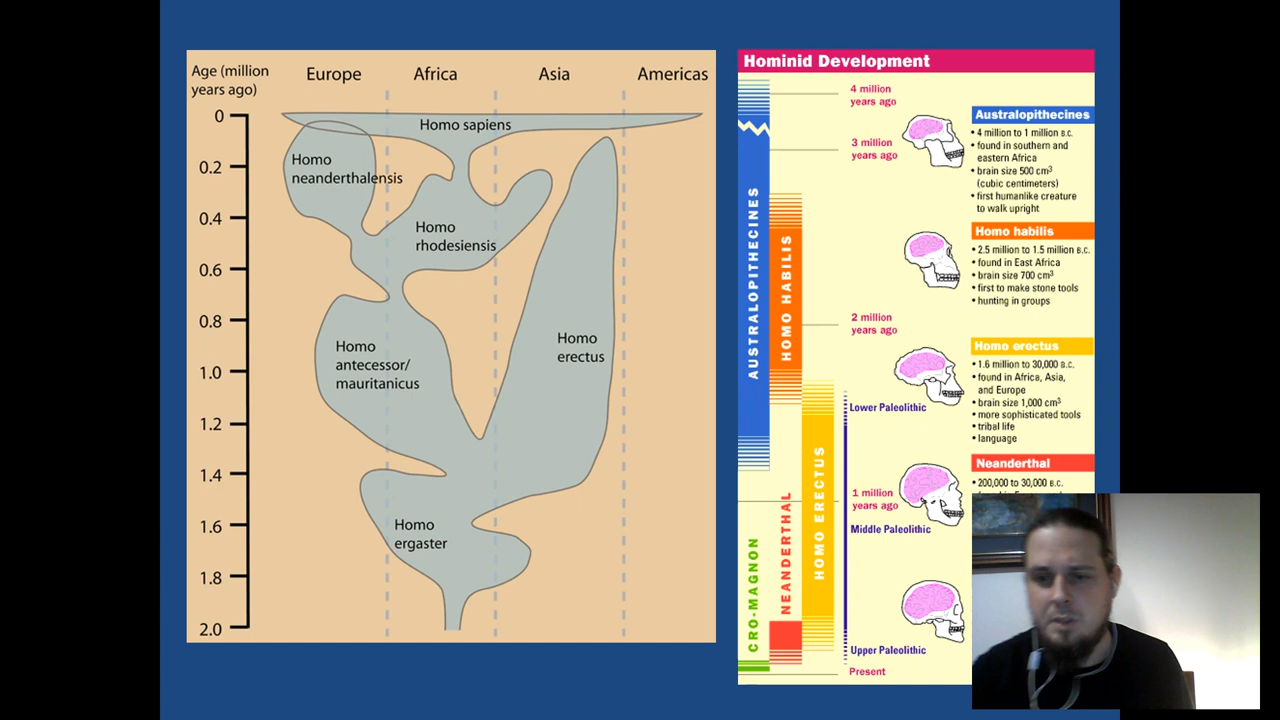 Age (million
years ago)
Europe
Africa
Asia
Americas
0
0.2
0.4
0.6
0.8
1.0
1.2
1.4
1.6
1.8
2.0
Homo sapiens
Homo
neanderthalensis
Homo
rhodesiensis
Homo
antecessor/
mauritanicus
Homo
erectus
Homo
ergaster
Hominid Development
4 million
years ago
3 million
years ago
2 million
years ago
Lower Paleolithic
1 million
years ago
Middle Paleolithic
Upper Paleolithic
Present
AUSTRALOPITHECINES
HOMO HABILIS
HOMO ERECTUS
NEANDERTHAL
CRO-MAGNON
Australopithecines
• 4 million to 1 million B.C.
• found in southern and
eastern Africa
• brain size 500 cm³
(cubic centimeters)
• first humanlike creature
to walk upright
Homo habilis
• 2.5 million to 1.5 million B.C.
• found in East Africa
• brain size 700 cm³
• first to make stone tools
• hunting in groups
Homo erectus
• 1.6 million to 30,000 B.C.
• found in Africa, Asia,
and Europe
• brain size 1,000 cm³
• more sophisticated tools
• tribal life
• language
Neanderthal
• 200,000 to 30,000 B.C.